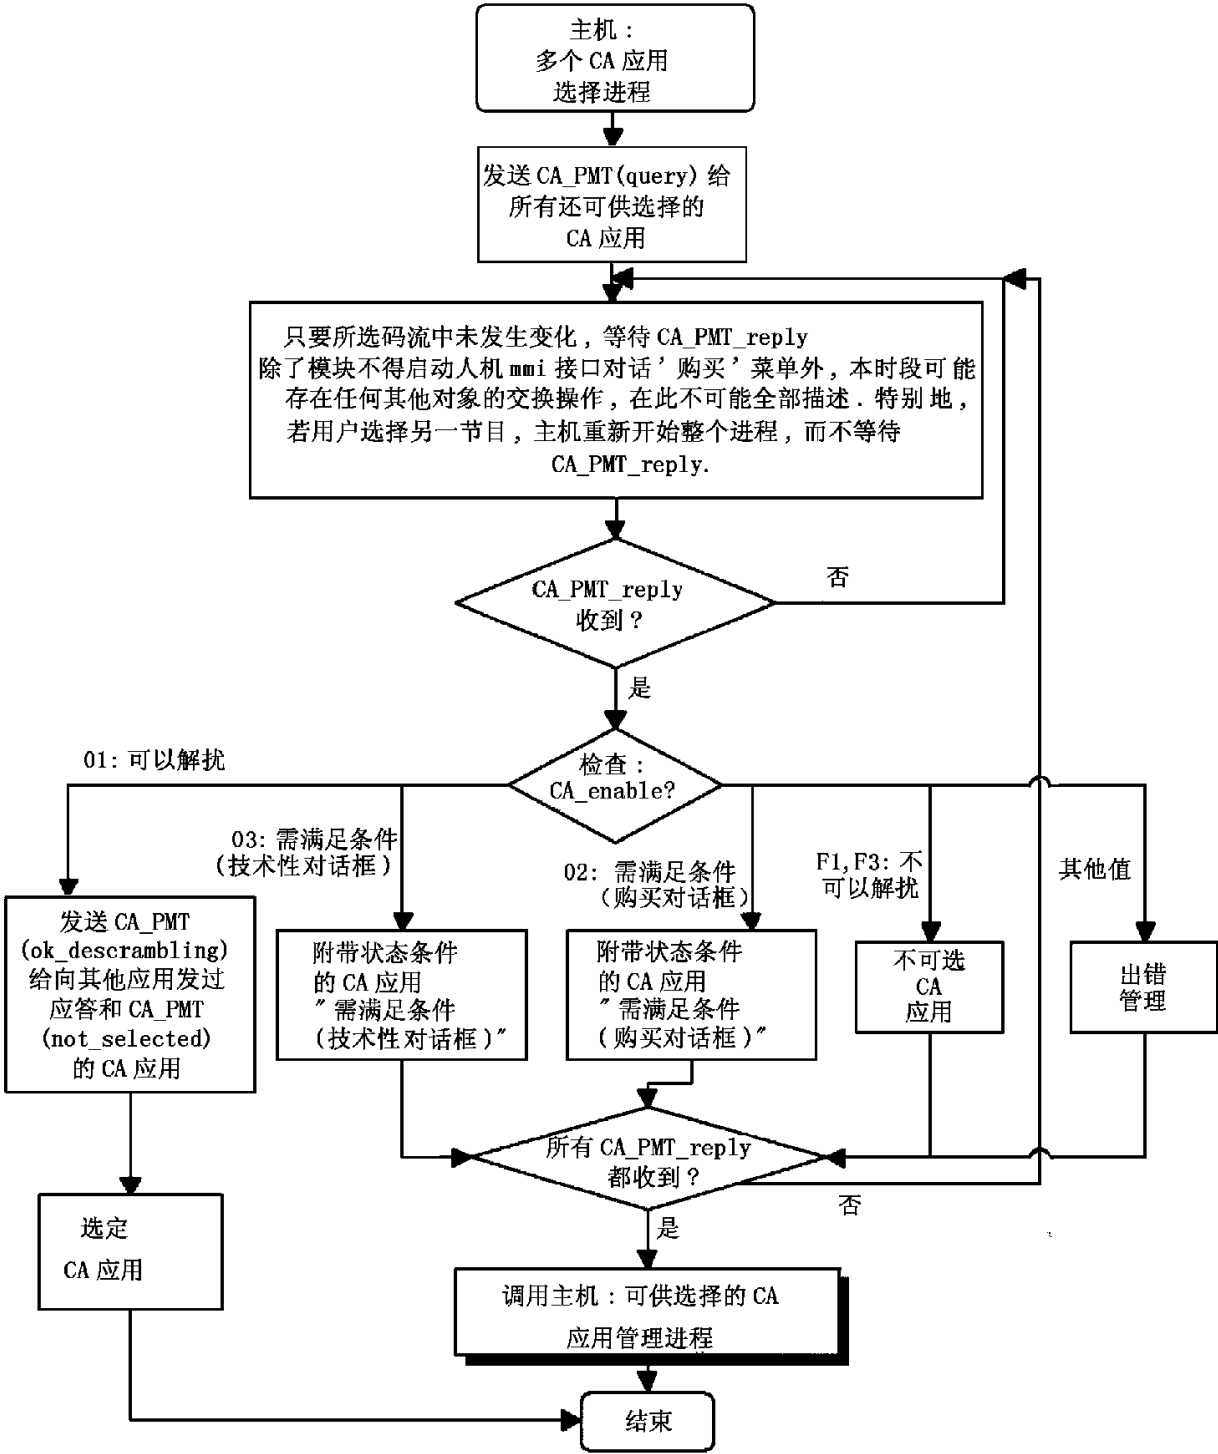 主机：
多个 CA 应用
选择进程
发送 CA_PMT(query) 给
所有还可供选择的
CA 应用
只要所选码流中未发生变化，等待 CA_PMT_reply
除了模块不得启动人机 mmi 接口对话’购买’菜单外，本时段可能
存在任何其他对象的交换操作，在此不可能全部描述．特别地，
若用户选择另一节目，主机重新开始整个进程，而不等待
CA_PMT_reply.
CA_PMT_reply
收到？
否
是
检查：
CA_enable?
01: 可以解扰
03: 需满足条件
(技术性对话框)
02: 需满足条件
(购买对话框)
F1,F3: 不
可以解扰
其他值
发送 CA_PMT
(ok_descrambling)
给向其他应用发过
应答和 CA_PMT
(not_selected)
的 CA 应用
附带状态条件
的 CA 应用
"需满足条件
(技术性对话框)"
附带状态条件
的 CA 应用
"需满足条件
(购买对话框)"
不可选
CA
应用
出错
管理
所有 CA_PMT_reply
都收到？
否
是
选定
CA 应用
调用主机：可供选择的 CA
应用管理进程
结束